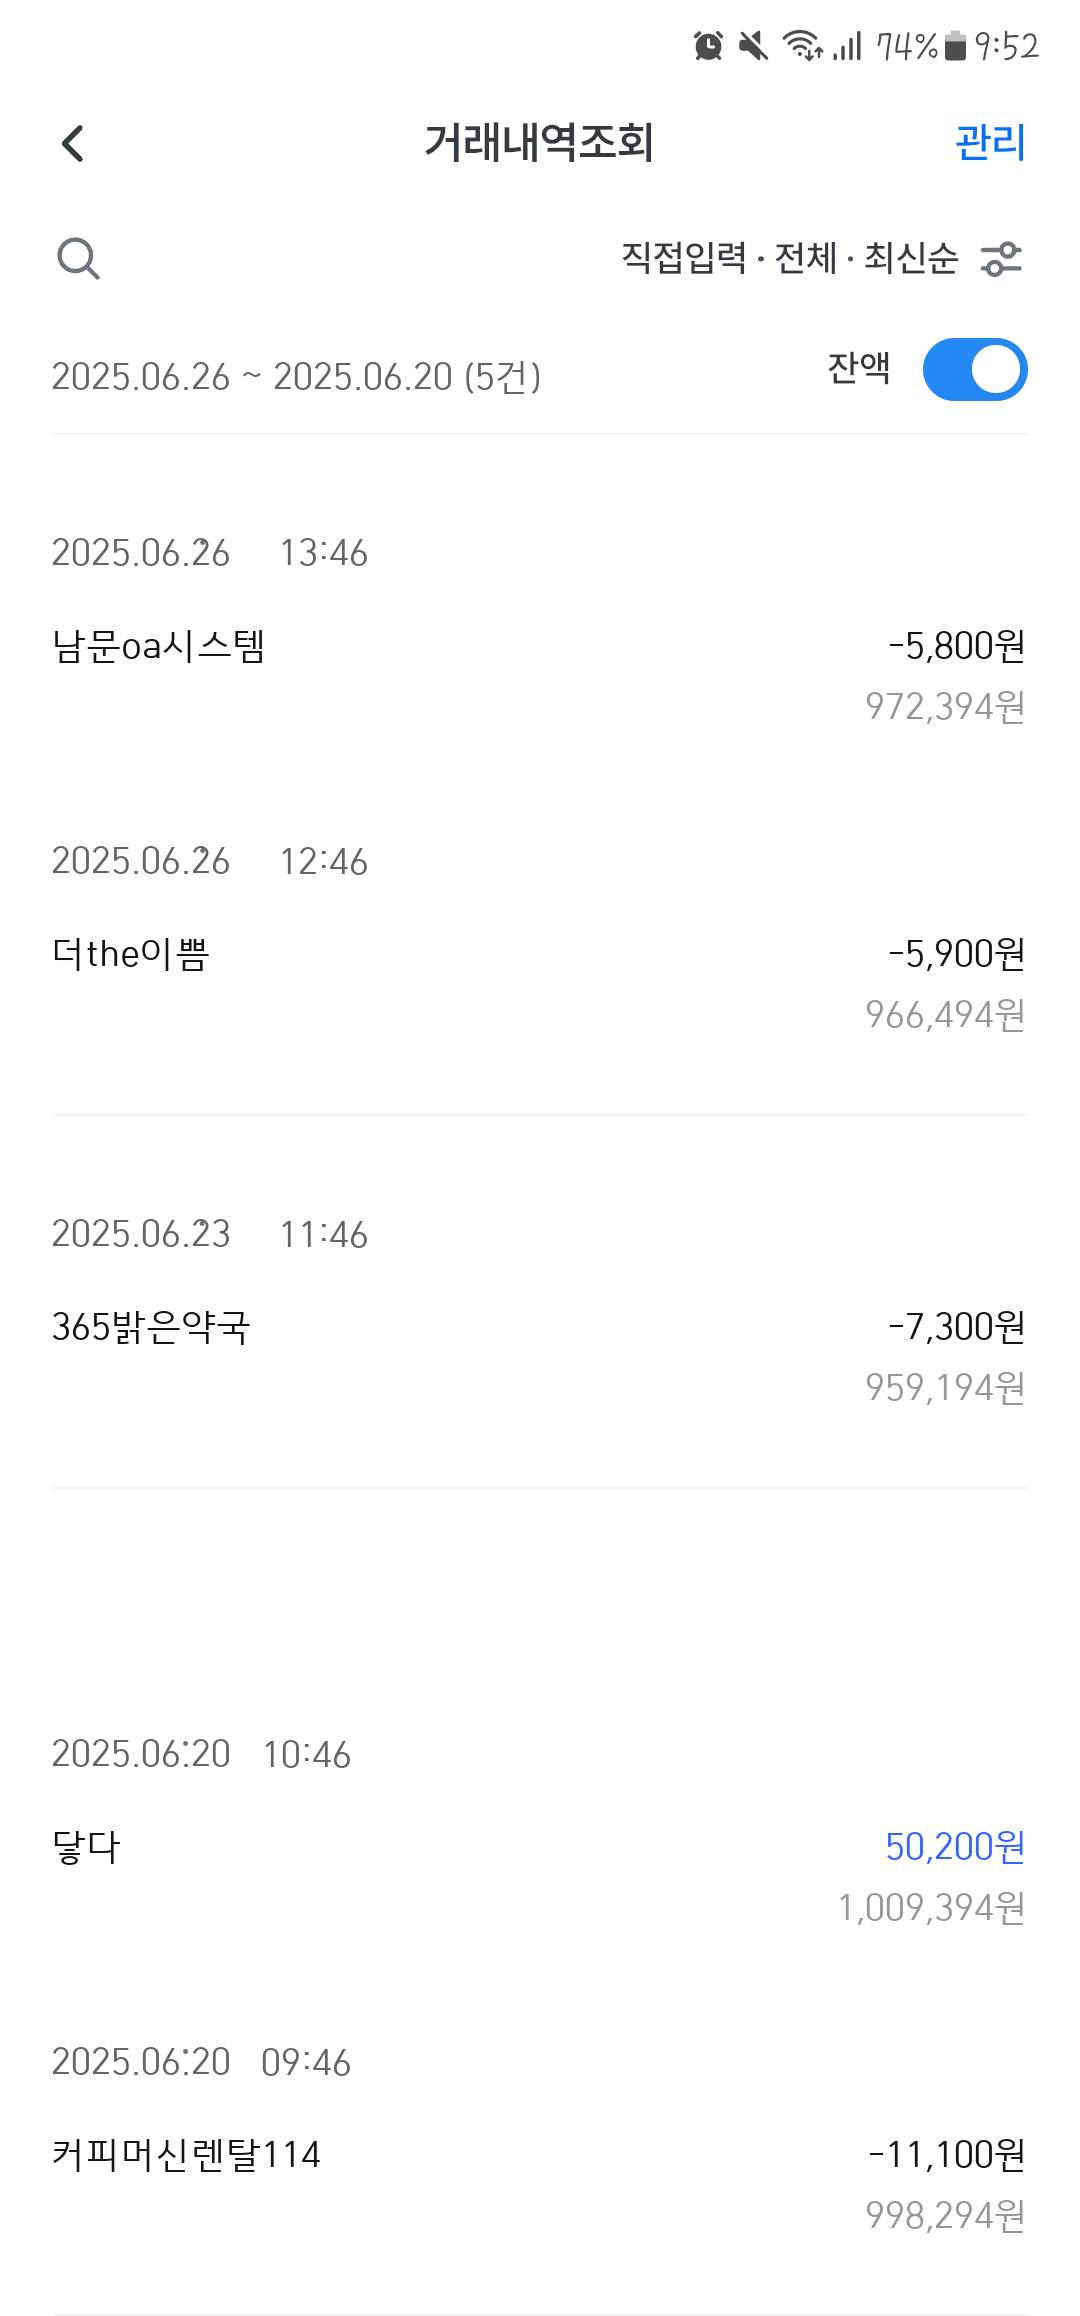 74% 9:52
거래내역조회 관리
직접입력 · 전체 · 최신순
2025.06.26 ~ 2025.06.20 (5건) 잔액
2025.06.26 13:46
남문oa시스템 -5,800원
972,394원
2025.06.26 12:46
더the이쁨 -5,900원
966,494원
2025.06.23 11:46
365밝은약국 -7,300원
959,194원
2025.06.20 10:46
닿다 50,200원
1,009,394원
2025.06.20 09:46
커피머신렌탈114 -11,100원
998,294원